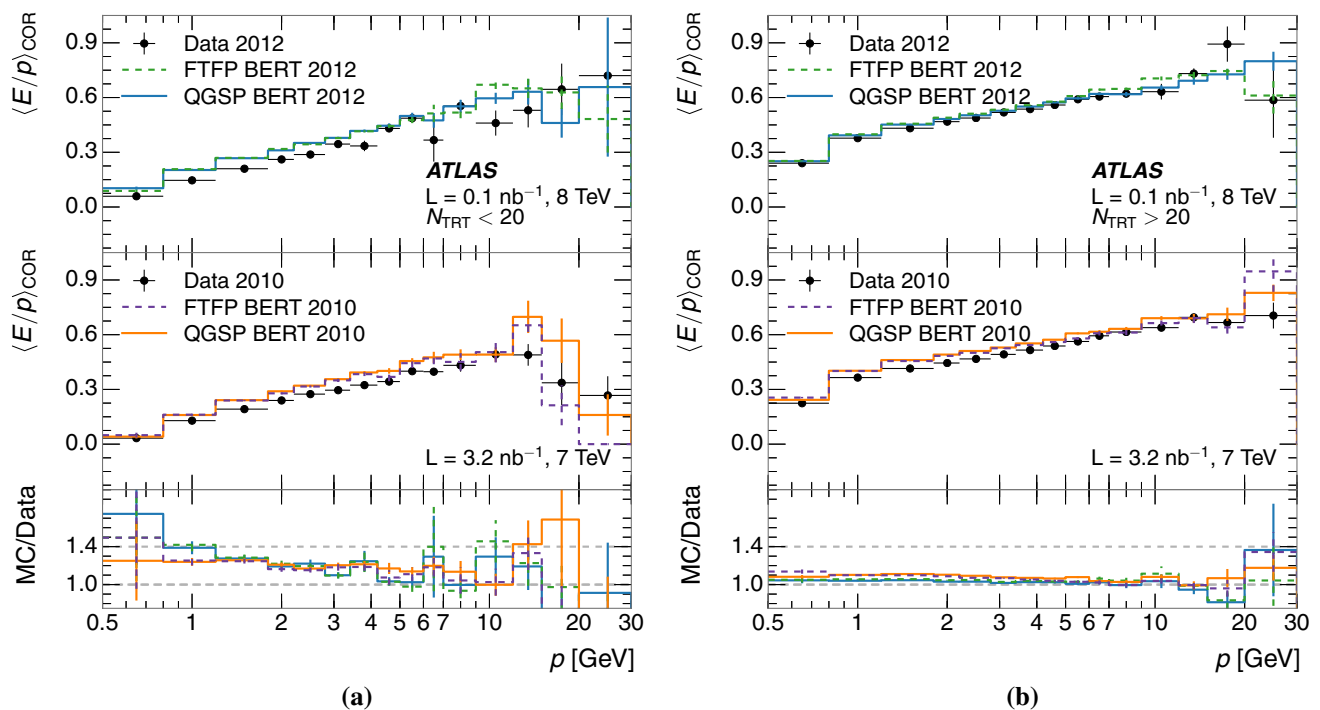 ⟨E/p⟩COR
0.9
0.6
0.3
0.0
Data 2012
FTFP BERT 2012
QGSP BERT 2012
ATLAS
L = 0.1 nb⁻¹, 8 TeV
N_TRT < 20
⟨E/p⟩COR
0.9
0.6
0.3
0.0
Data 2010
FTFP BERT 2010
QGSP BERT 2010
L = 3.2 nb⁻¹, 7 TeV
MC/Data
1.4
1.0
0.5 1 2 3 4 5 6 7 10 20 30
p [GeV]
(a)
⟨E/p⟩COR
0.9
0.6
0.3
0.0
Data 2012
FTFP BERT 2012
QGSP BERT 2012
ATLAS
L = 0.1 nb⁻¹, 8 TeV
N_TRT > 20
⟨E/p⟩COR
0.9
0.6
0.3
0.0
Data 2010
FTFP BERT 2010
QGSP BERT 2010
L = 3.2 nb⁻¹, 7 TeV
MC/Data
1.4
1.0
0.5 1 2 3 4 5 6 7 10 20 30
p [GeV]
(b)